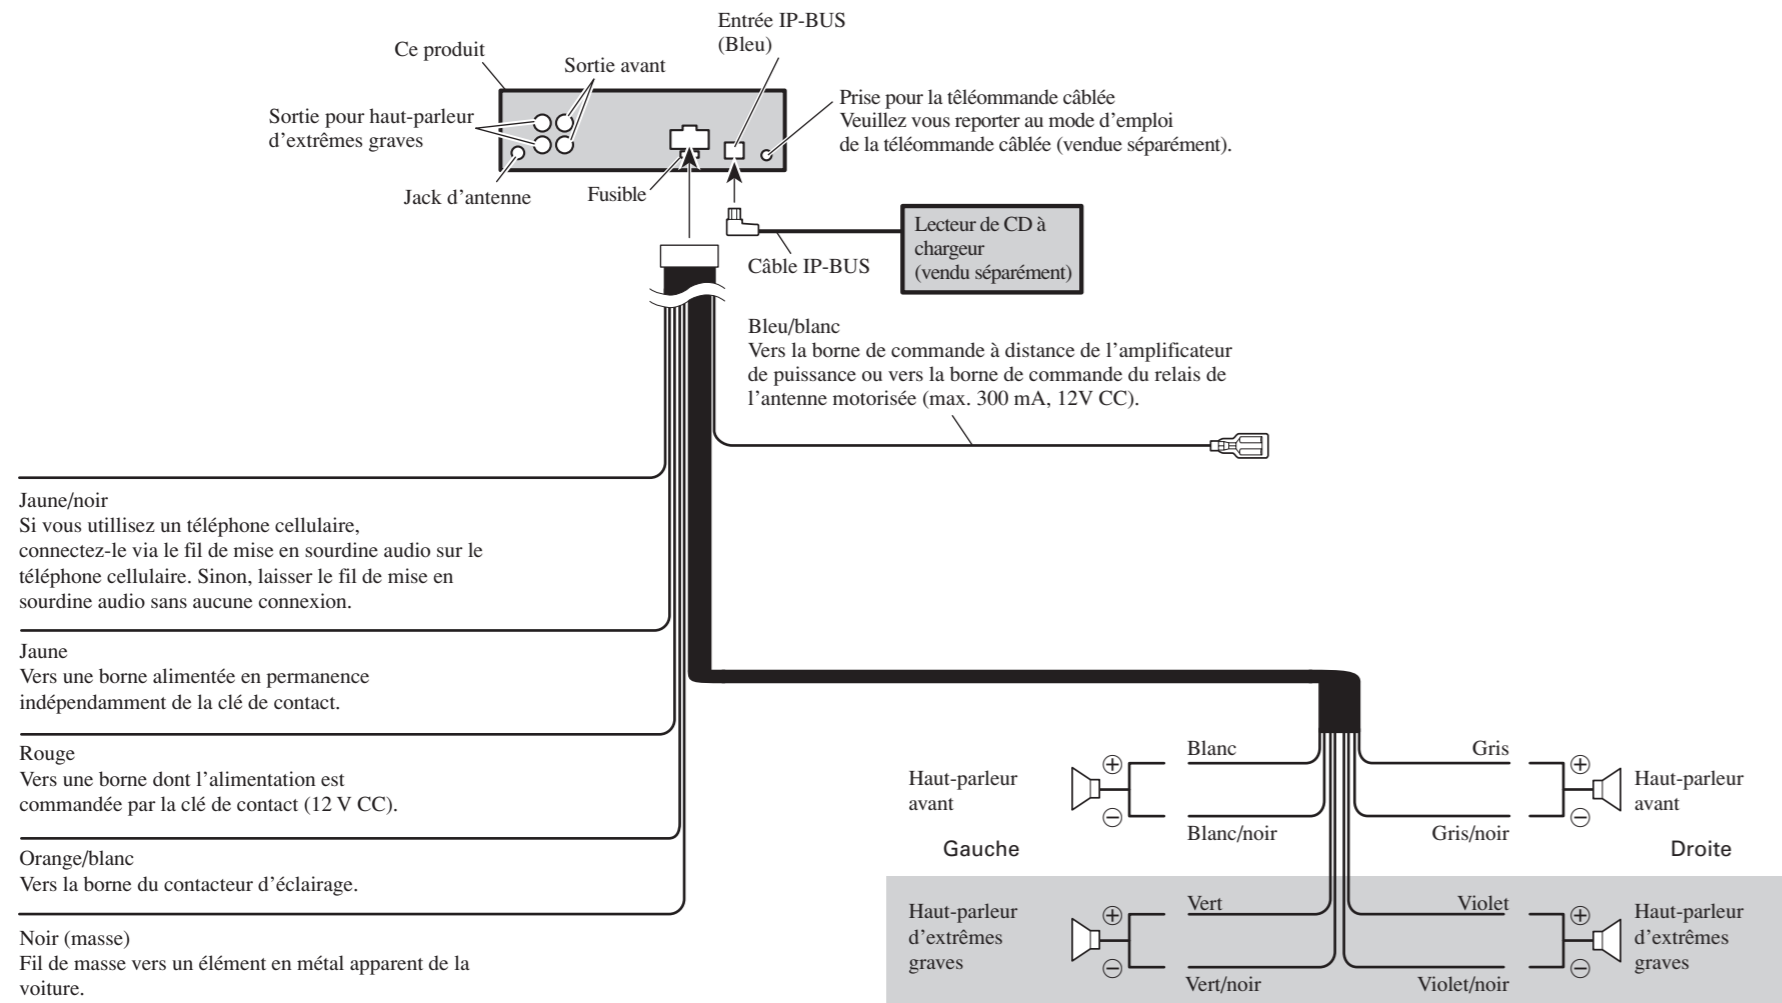 Entrée IP-BUS
(Bleu)
Ce produit
Sortie avant
Sortie pour haut-parleur
d’extrêmes graves
Prise pour la têléommande câblée
Veuillez vous reporter au mode d’emploi
de la téléommande câblée (vendue séparément).
Jack d’antenne
Fusible
Lecteur de CD à
chargeur
(vendu séparément)
Câble IP-BUS
Bleu/blanc
Vers la borne de commande à distance de l’amplificateur
de puissance ou vers la borne de commande du relais de
l’antenne motorisée (max. 300 mA, 12V CC).
Jaune/noir
Si vous utillisez un téléphone cellulaire,
connectez-le via le fil de mise en sourdine audio sur le
téléphone cellulaire. Sinon, laisser le fil de mise en
sourdine audio sans aucune connexion.
Jaune
Vers une borne alimentée en permanence
indépendamment de la clé de contact.
Rouge
Vers une borne dont l’alimentation est
commandée par la clé de contact (12 V CC).
Orange/blanc
Vers la borne du contacteur d’éclairage.
Noir (masse)
Fil de masse vers un élément en métal apparent de la
voiture.
Haut-parleur
avant
⊕
⊖
Blanc
Blanc/noir
Gauche
Gris
Gris/noir
⊕
⊖
Haut-parleur
avant
Droite
Haut-parleur
d’extrêmes
graves
⊕
⊖
Vert
Vert/noir
Violet
Violet/noir
⊕
⊖
Haut-parleur
d’extrêmes
graves